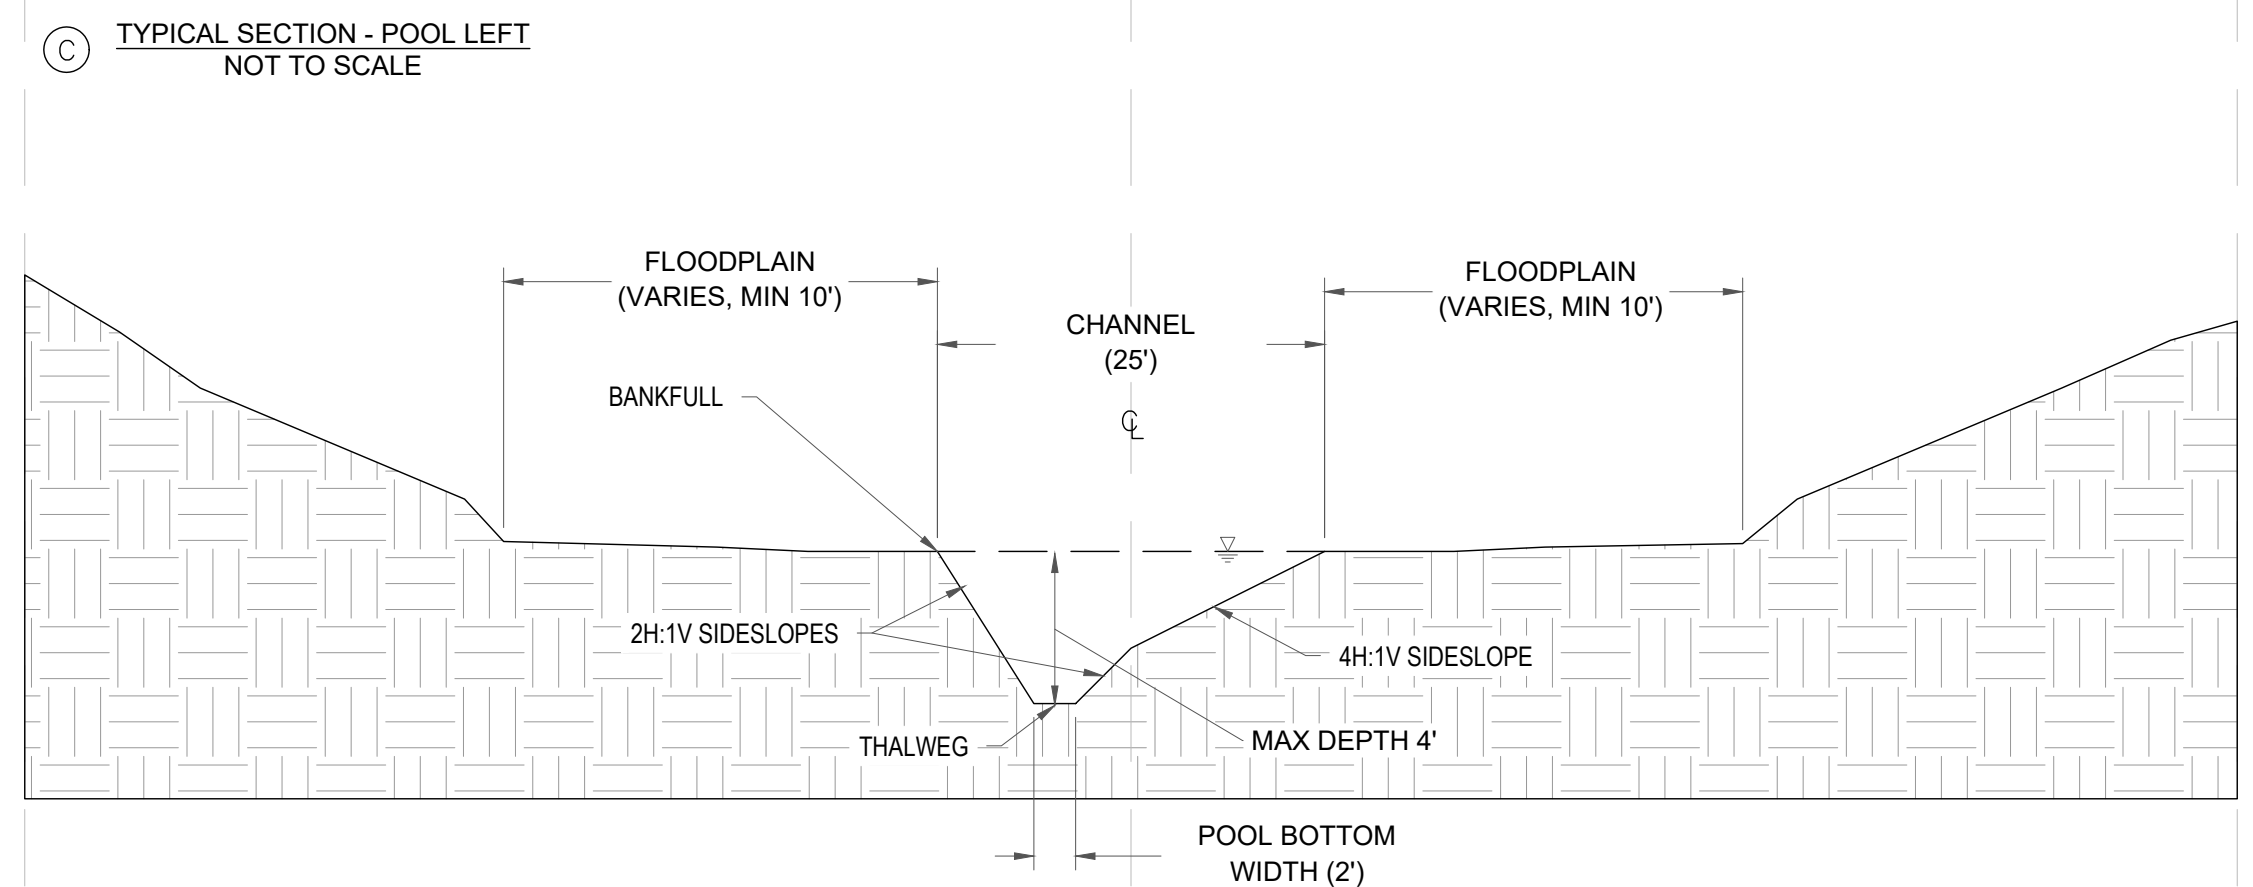 C
TYPICAL SECTION - POOL LEFT
NOT TO SCALE
FLOODPLAIN
(VARIES, MIN 10')
FLOODPLAIN
(VARIES, MIN 10')
CHANNEL
(25')
BANKFULL
℄
2H:1V SIDESLOPES
4H:1V SIDESLOPE
THALWEG
MAX DEPTH 4'
POOL BOTTOM
WIDTH (2')